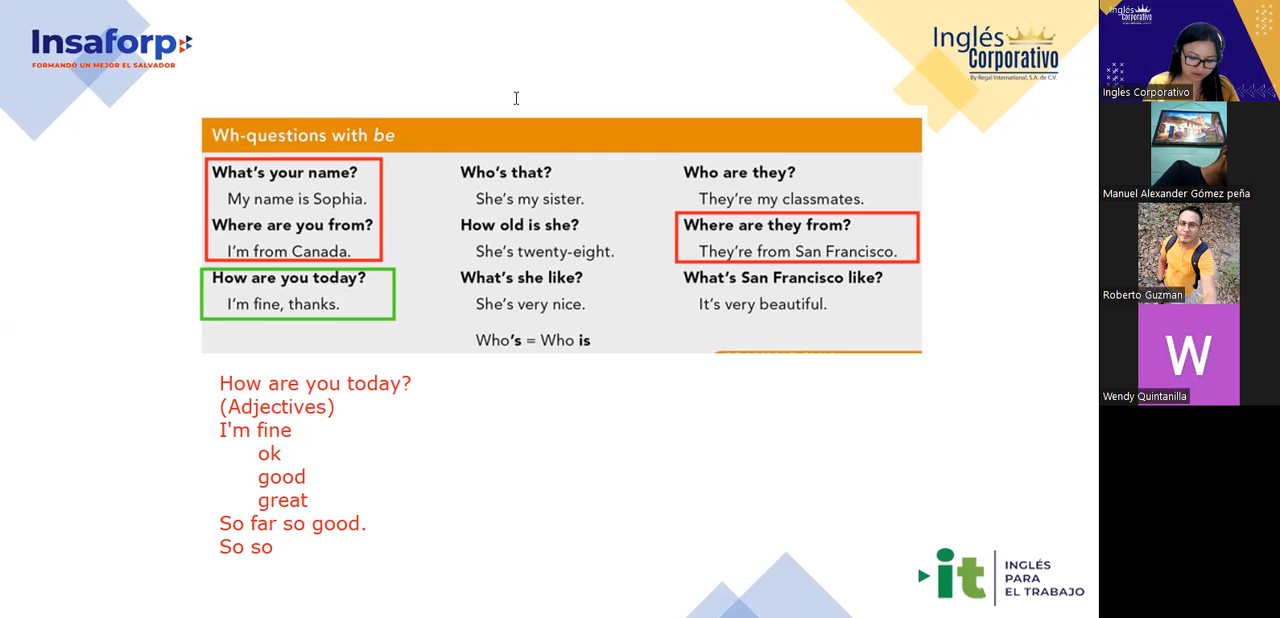 Insaforp
FORMANDO UN MEJOR EL SALVADOR
Inglés
Corporativo
By Regal International, S.A. de C.V.
Wh-questions with be
What's your name?
My name is Sophia.
Where are you from?
I'm from Canada.
How are you today?
I'm fine, thanks.
Who's that?
She's my sister.
How old is she?
She's twenty-eight.
What's she like?
She's very nice.
Who's = Who is
Who are they?
They're my classmates.
Where are they from?
They're from San Francisco.
What's San Francisco like?
It's very beautiful.
How are you today?
(Adjectives)
I'm fine
ok
good
great
So far so good.
So so
it
INGLÉS
PARA
EL TRABAJO
Inglés
Corporativo
Ingles Corporativo
Manuel Alexander Gómez peña
Roberto Guzman
W
Wendy Quintanilla